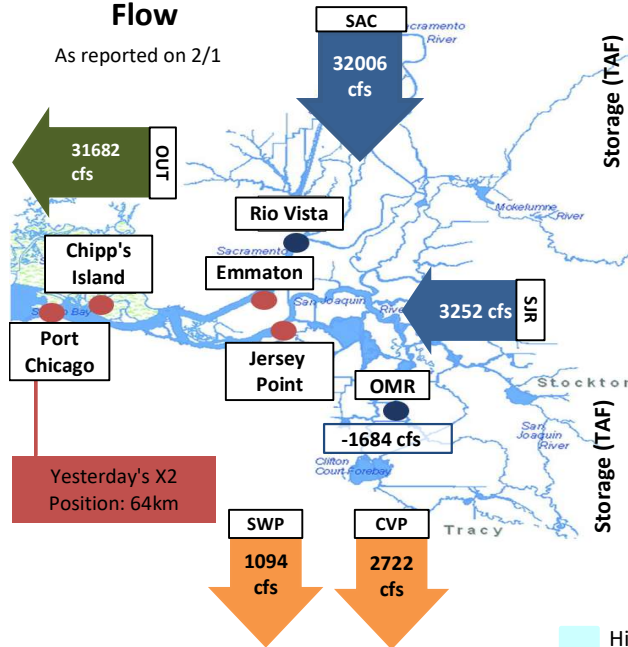 Flow
As reported on 2/1
SAC
Sacramento
River
32006
cfs
Storage (TAF)
31682
cfs
OUT
Mokelumne
River
Rio Vista
Chipp's
Island
Sacramento
Emmaton
San Joaquin
River
3252 cfs
SJR
Port
Chicago
Jersey
Point
OMR
Stockton
-1684 cfs
San
Joaquin
River
Storage (TAF)
Clifton
Court Forebay
Yesterday's X2
Position: 64km
Tracy
SWP
CVP
1094
cfs
2722
cfs
Hi